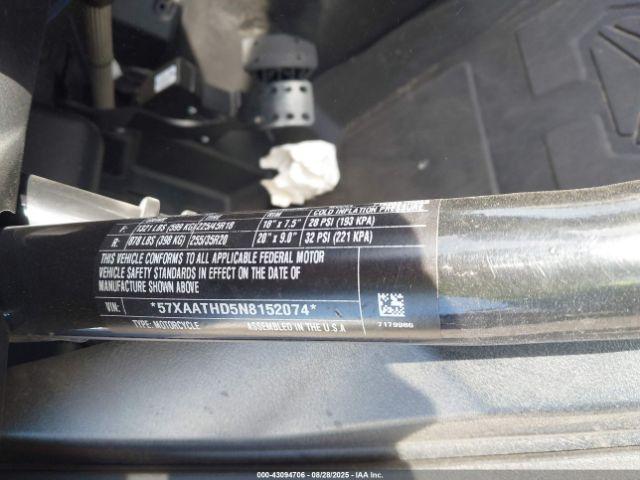 TIRE RIM COLD INFLATION PRESSURE
F: 1321 LBS (599 KG) 225/45R18 18" x 7.5" 28 PSI (193 KPA)
R: 878 LBS (398 KG) 255/35R20 20" x 9.0" 32 PSI (221 KPA)
THIS VEHICLE CONFORMS TO ALL APPLICABLE FEDERAL MOTOR
VEHICLE SAFETY STANDARDS IN EFFECT ON THE DATE OF
MANUFACTURE SHOWN ABOVE
VIN: *57XAATHD5N8152074*
TYPE: MOTORCYCLE ASSEMBLED IN THE U.S.A
7179986
000-43094706 - 08/28/2025 - IAAI, Inc.